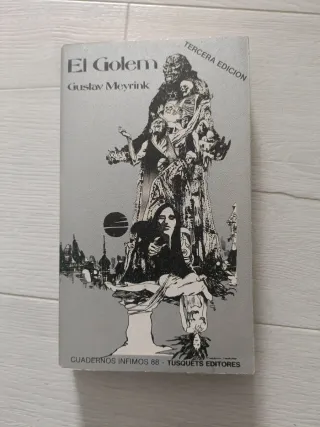 El Golem
Gustav Meyrink
TERCERA EDICION
CUADERNOS INFIMOS 88 - TUSQUETS EDITORES